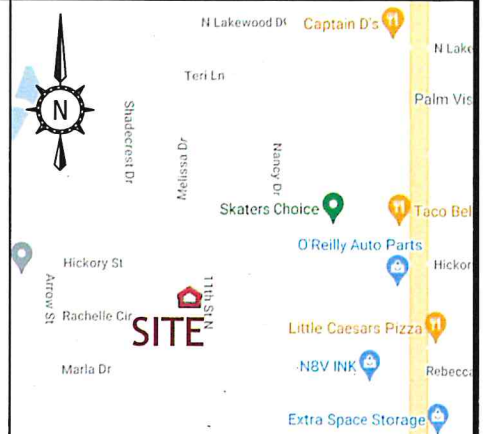 N Lakewood D
Captain D's
N Lake
Teri Ln
N
Palm Vis
Shadecrest Dr
Melissa Dr
Nancy Dr
Skaters Choice
Taco Bel
O'Reilly Auto Parts
Hickory St
Hickor
Arrow St
11th St N
Rachelle Cir
SITE
Little Caesars Pizza
N8V INK
Marla Dr
Rebecca
Extra Space Storage